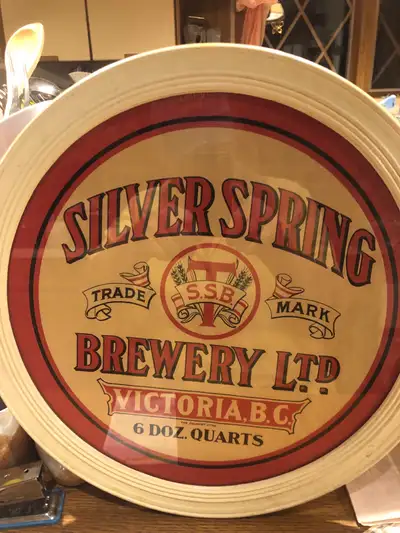 SILVER SPRING
TRADE S.S.B. MARK
BREWERY LTD
VICTORIA, B.C.
6 DOZ. QUARTS